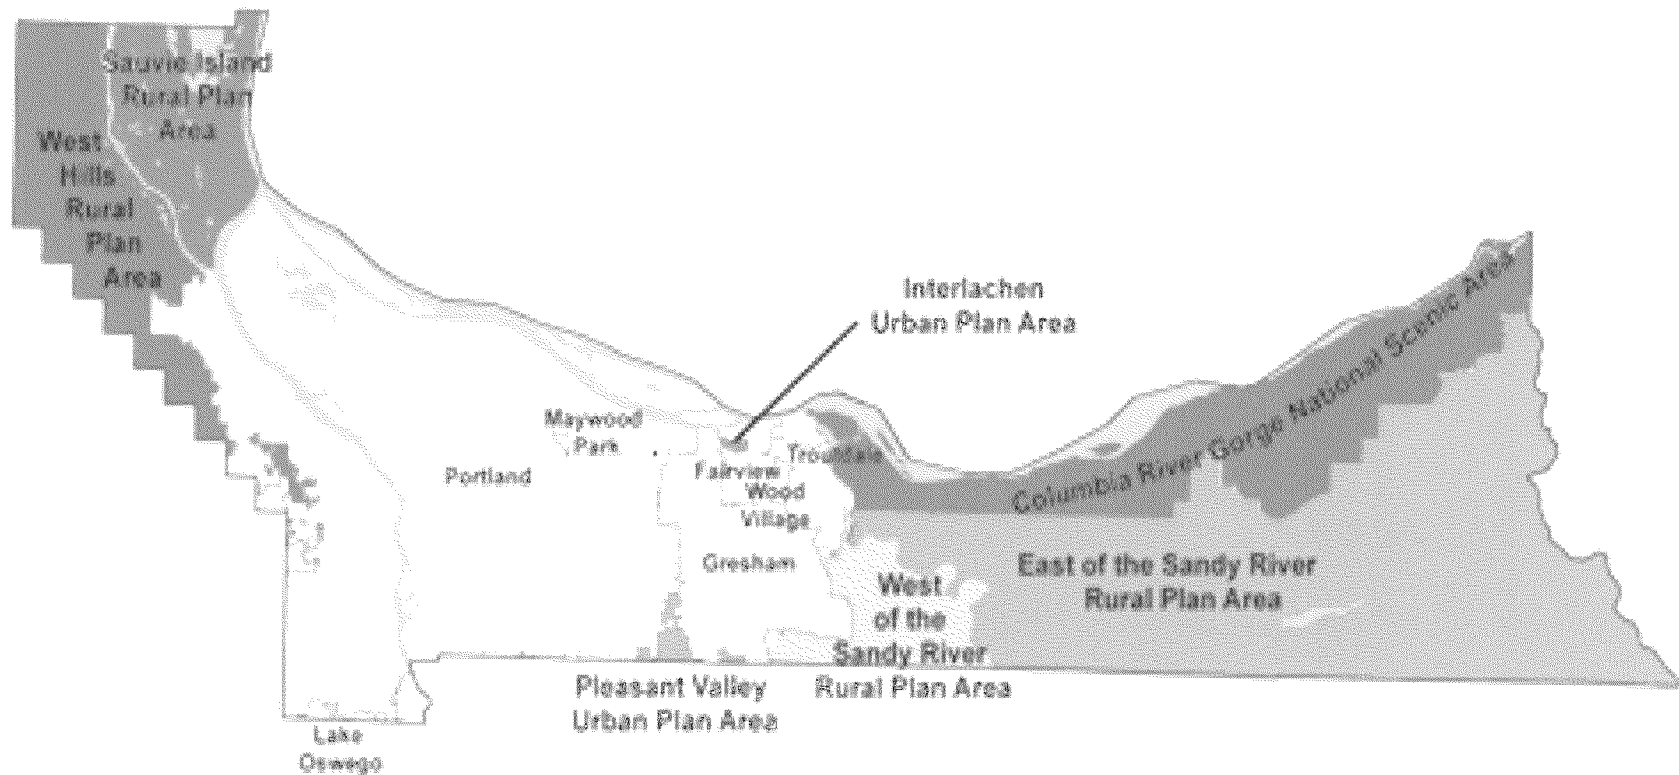 Sauvie Island
Rural Plan
Area
West
Hills
Rural
Plan
Area
Interlachen
Urban Plan Area
Maywood
Park
Portland
Fairview
Troutdale
Wood
Village
Gresham
Columbia River Gorge National Scenic Area
East of the Sandy River
Rural Plan Area
West
of the
Sandy River
Rural Plan Area
Pleasant Valley
Urban Plan Area
Lake
Oswego